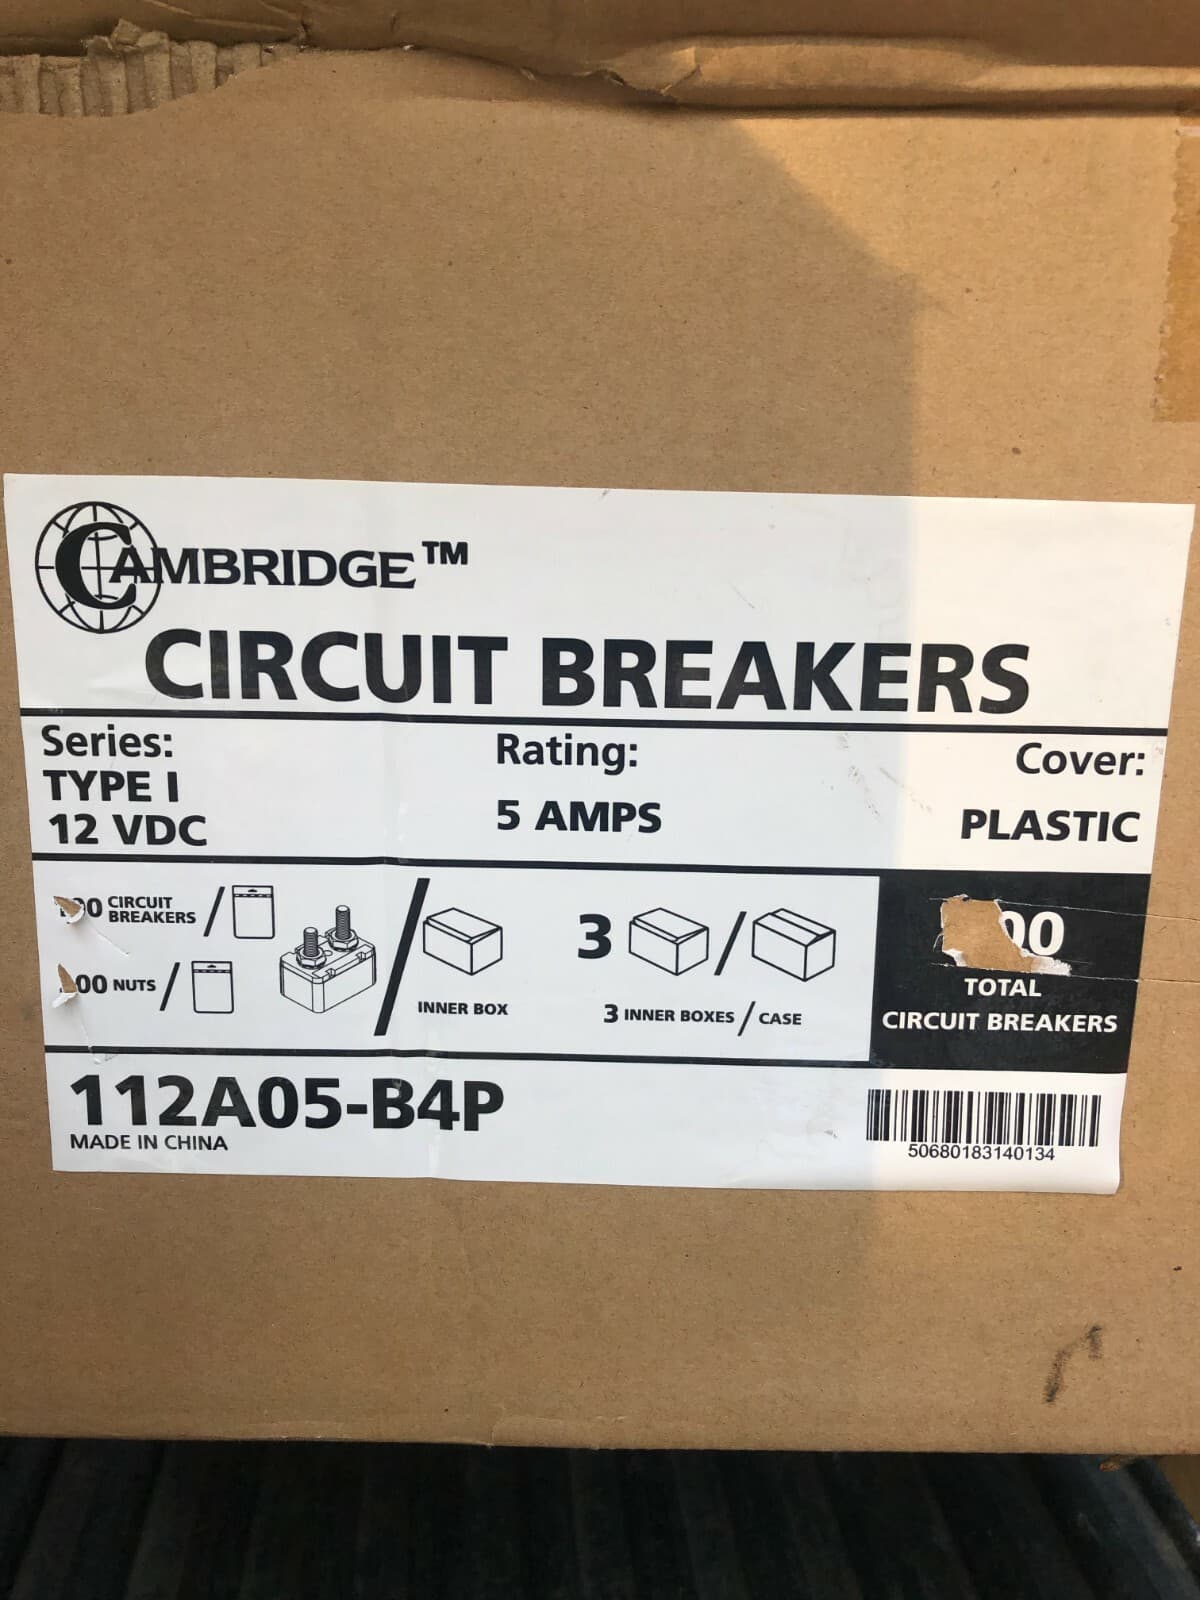 CAMBRIDGE™
CIRCUIT BREAKERS
Series:
TYPE I
12 VDC
Rating:
5 AMPS
Cover:
PLASTIC
CIRCUIT
BREAKERS /
NUTS /
/
INNER BOX
3 /
3 INNER BOXES / CASE
TOTAL
CIRCUIT BREAKERS
112A05-B4P
MADE IN CHINA
50680183140134